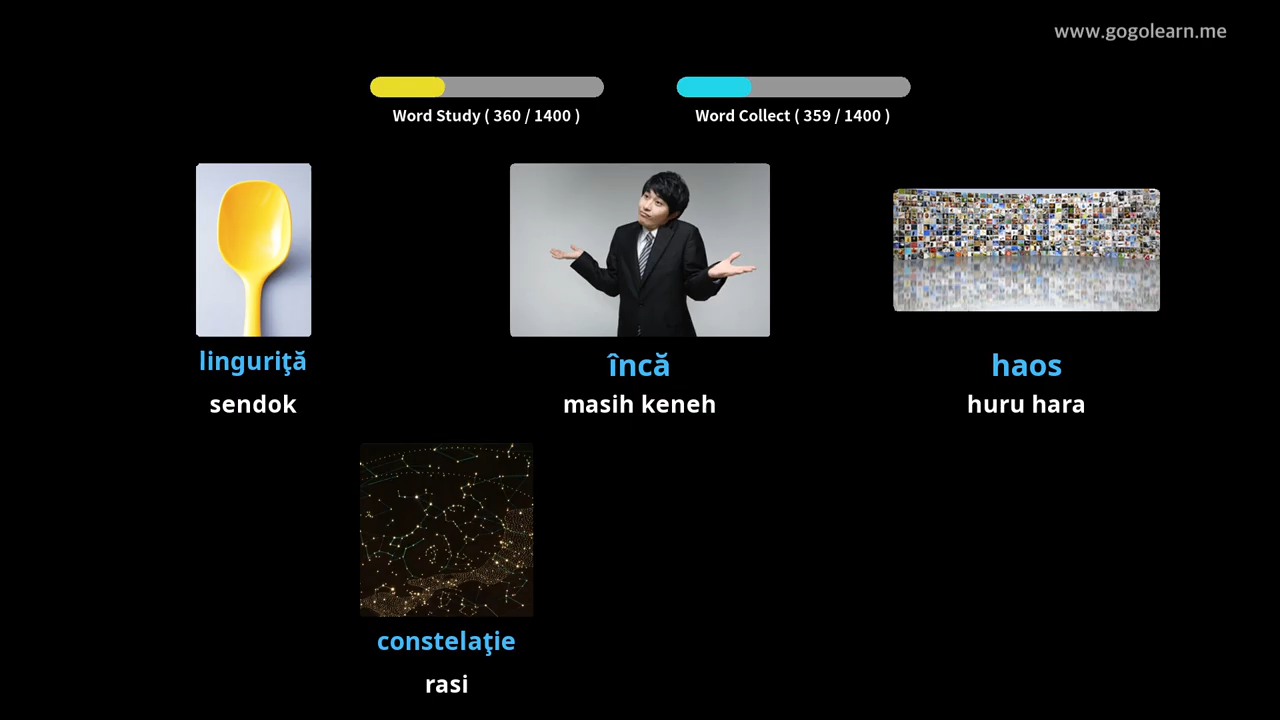 www.gogolearn.me
Word Study ( 360 / 1400 )
Word Collect ( 359 / 1400 )
linguriţă
sendok
încă
masih keneh
haos
huru hara
constelaţie
rasi